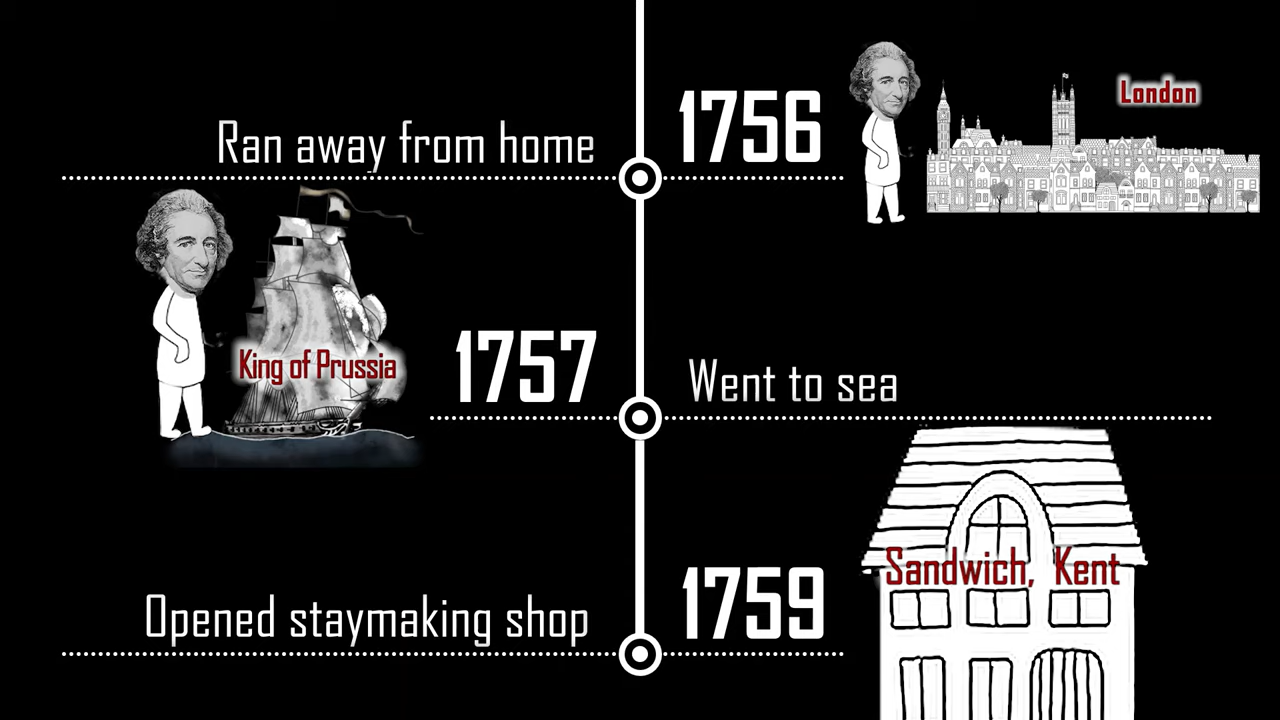 London
1756
Ran away from home
King of Prussia
1757
Went to sea
Sandwich, Kent
1759
Opened staymaking shop